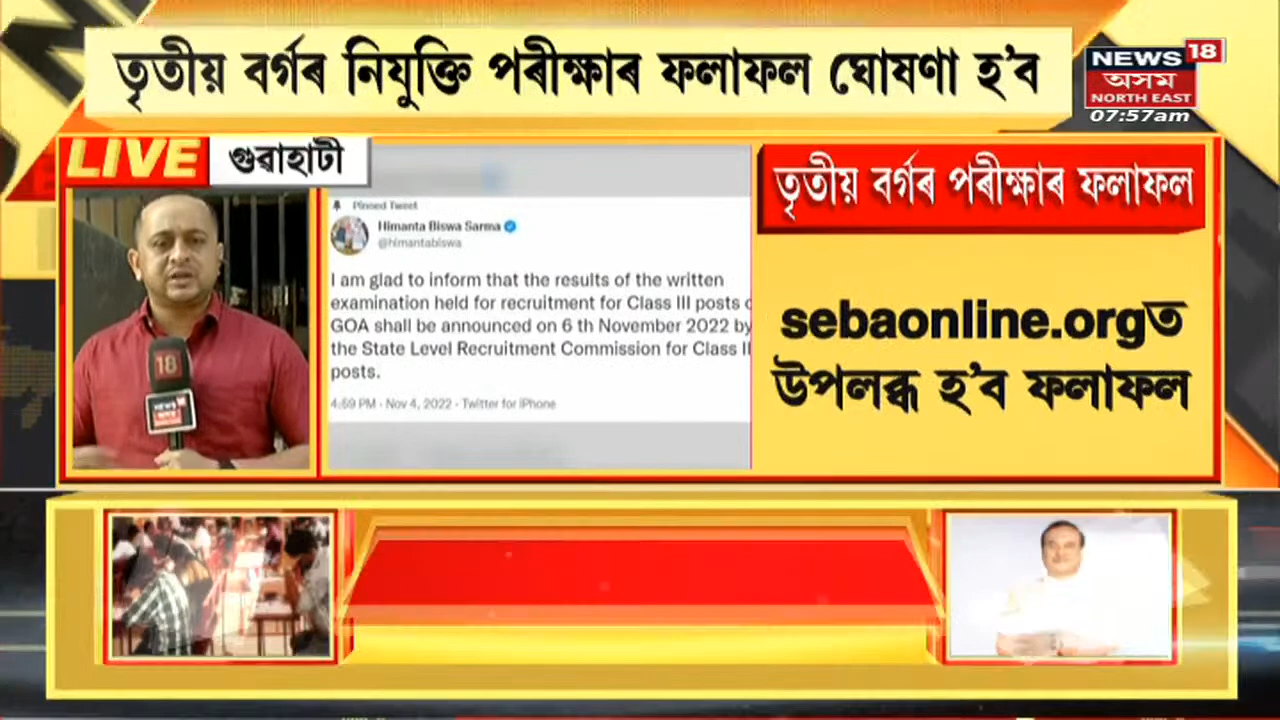 তৃতীয় বৰ্গৰ নিযুক্তি পৰীক্ষাৰ ফলাফল ঘোষণা হ'ব
NEWS 18
অসম
NORTH EAST
07:57am
LIVE
গুৱাহাটী
Pinned Tweet
Himanta Biswa Sarma
@himantabiswa
I am glad to inform that the results of the written
examination held for recruitment for Class III posts
GOA shall be announced on 6 th November 2022 by
the State Level Recruitment Commission for Class II
posts.
4:59 PM · Nov 4, 2022 · Twitter for iPhone
তৃতীয় বৰ্গৰ পৰীক্ষাৰ ফলাফল
sebaonline.orgত
উপলব্ধ হ'ব ফলাফল
18